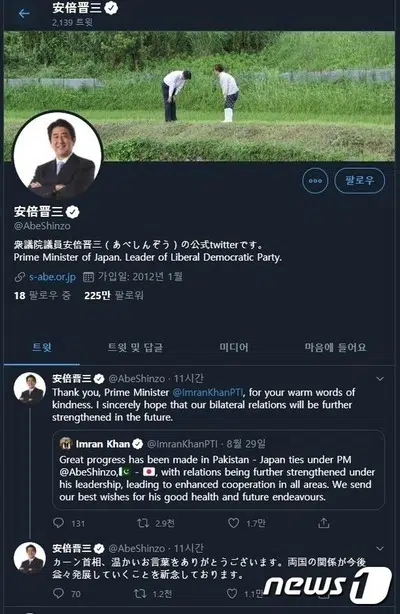 安倍晋三
2,139 트윗
팔로우
安倍晋三
@AbeShinzo
衆議院議員安倍晋三（あべしんぞう）の公式twitterです。
Prime Minister of Japan. Leader of Liberal Democratic Party.
s-abe.or.jp 가입일: 2012년 1월
18 팔로우 중 225만 팔로워
트윗 트윗 및 답글 미디어 마음에 들어요
安倍晋三 @AbeShinzo · 11시간
Thank you, Prime Minister @ImranKhanPTI, for your warm words of
kindness. I sincerely hope that our bilateral relations will be further
strengthened in the future.
Imran Khan @ImranKhanPTI · 8월 29일
Great progress has been made in Pakistan - Japan ties under PM
@AbeShinzo,🇵🇰 - 🇯🇵, with relations being further strengthened under
his leadership, leading to enhanced cooperation in all areas. We send
our best wishes for his good health and future endeavours.
131 2.9천 1.7만
安倍晋三 @AbeShinzo · 11시간
カーン首相、温かいお言葉をありがとうございます。両国の関係が今後
益々発展していくことを祈念しております。
70 1.2천 1.1만
news1